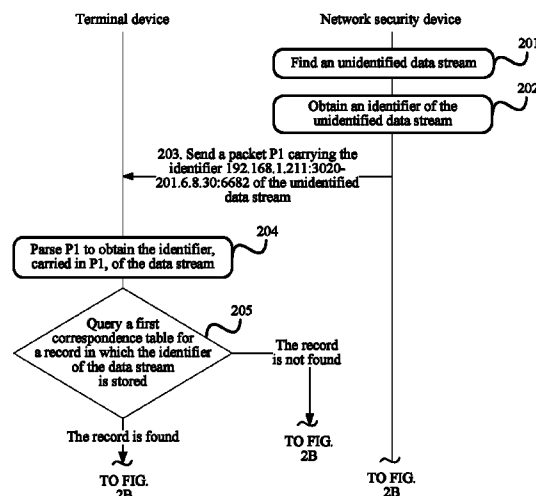 Terminal device
Network security device
201
Find an unidentified data stream
202
Obtain an identifier of the
unidentified data stream
203. Send a packet P1 carrying the
identifier 192.168.1.211:3020-
201.6.8.30:6682 of the unidentified
data stream
204
Parse P1 to obtain the identifier,
carried in P1, of the data stream
205
Query a first
correspondence table for
a record in which the identifier
of the data stream
is stored
The record
is not found
The record is found
TO FIG.
2B
TO FIG.
2B
TO FIG.
2B